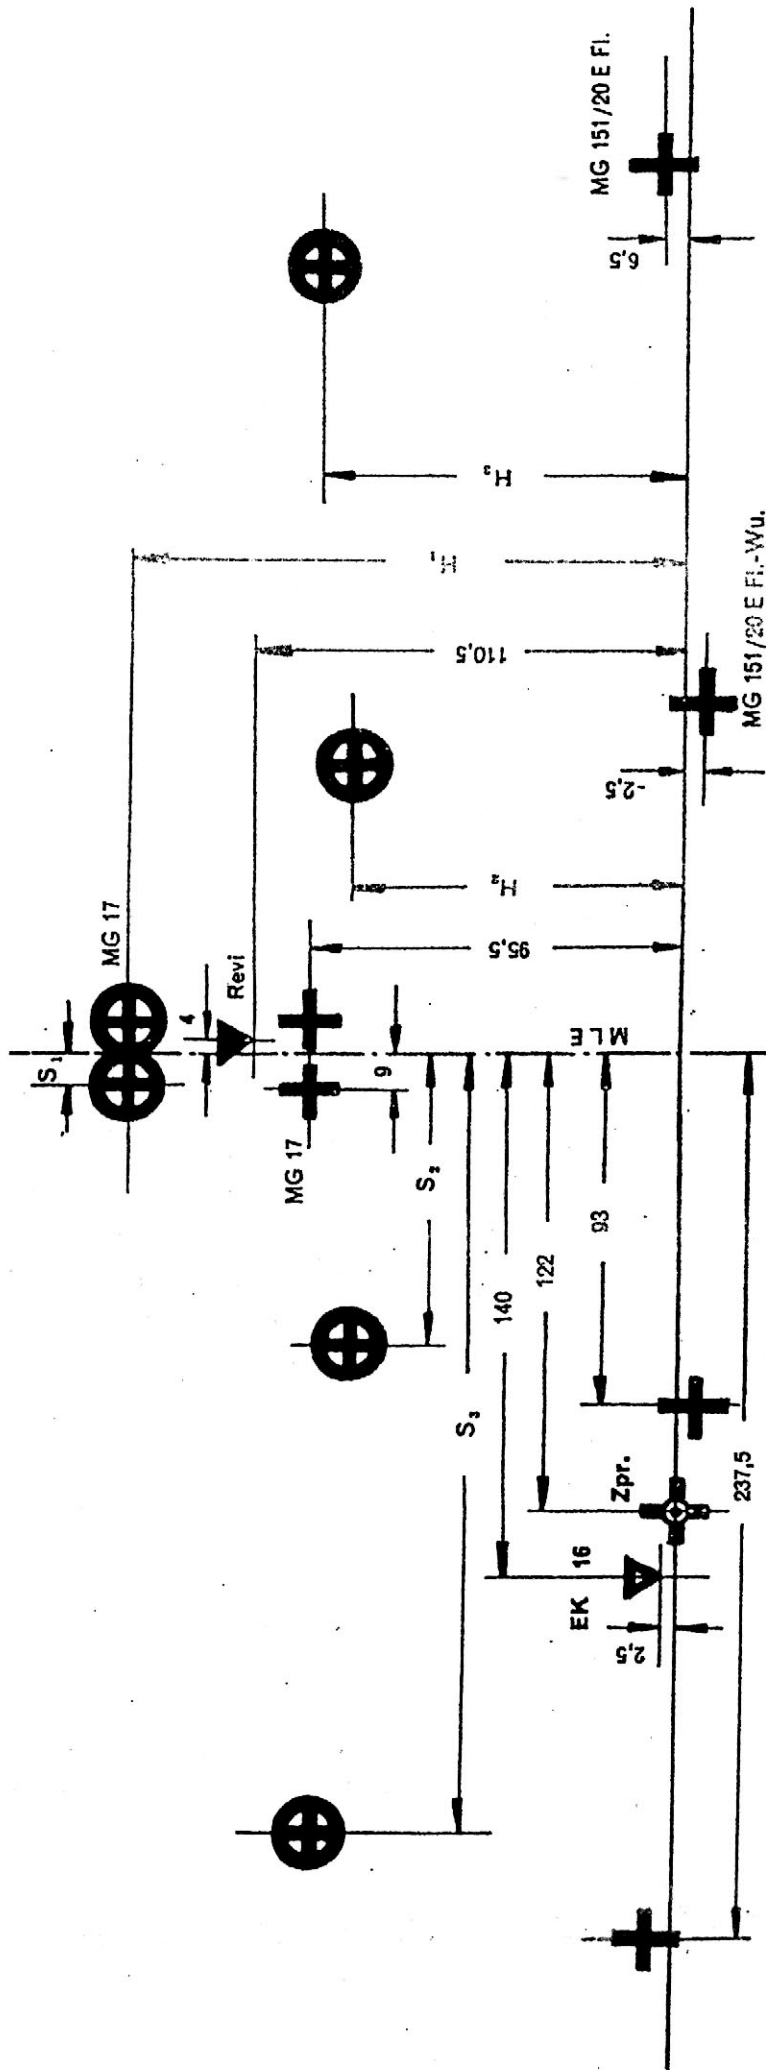 S₁
MG 17
4
Revi
MG 17
9
95,5
H₂
110,5
H₁
H₃
S₂
S₃
140
122
93
MLE
EK 16
2,5
Zpr.
237,5
-2,5
MG 151/20 E Fl.-Wu.
6,5
MG 151/20 E Fl.